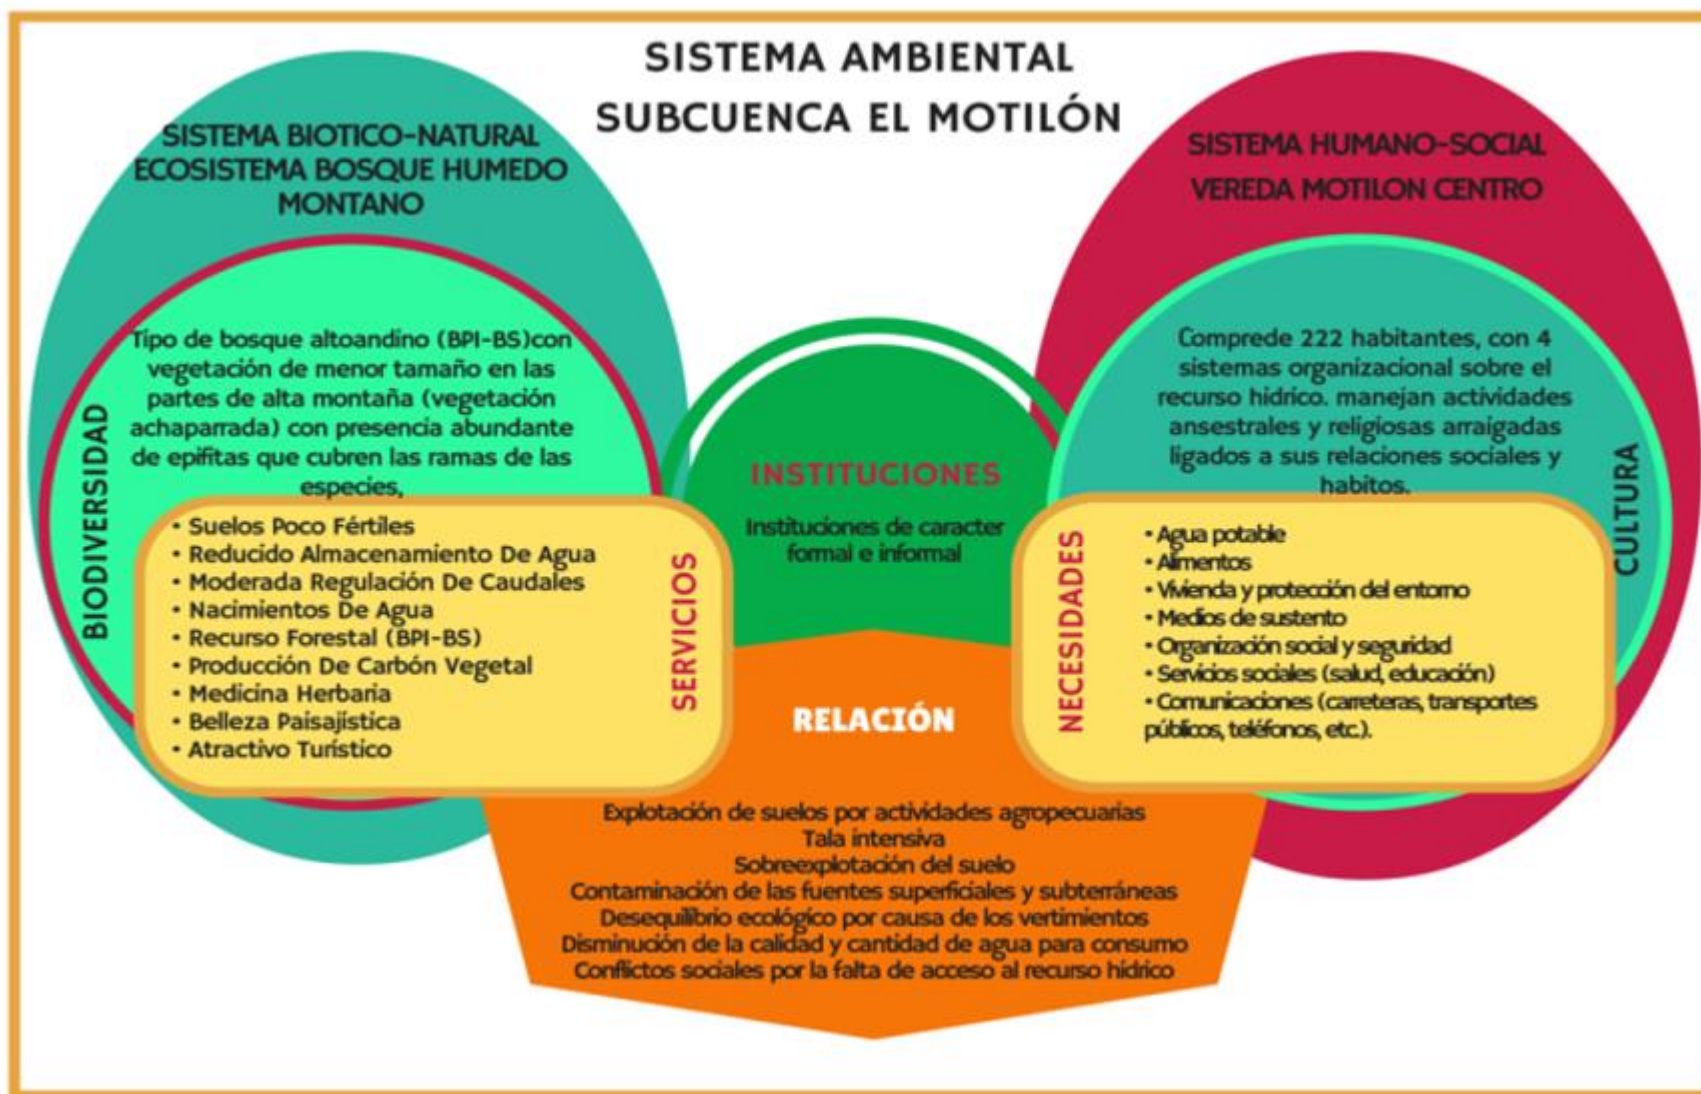 SISTEMA AMBIENTAL
SUBCUENCA EL MOTILÓN
SISTEMA BIOTICO-NATURAL
ECOSISTEMA BOSQUE HUMEDO
MONTANO
BIODIVERSIDAD
Tipo de bosque altoandino (BPI-BS)con
vegetación de menor tamaño en las
partes de alta montaña (vegetación
achaparrada) con presencia abundante
de epifitas que cubren las ramas de las
especies,
• Suelos Poco Fértiles
• Reducido Almacenamiento De Agua
• Moderada Regulación De Caudales
• Nacimientos De Agua
• Recurso Forestal (BPI-BS)
• Producción De Carbón Vegetal
• Medicina Herbaria
• Belleza Paisajística
• Atractivo Turístico
SERVICIOS
INSTITUCIONES
Instituciones de caracter
formal e informal
SISTEMA HUMANO-SOCIAL
VEREDA MOTILON CENTRO
Comprede 222 habitantes, con 4
sistemas organizacional sobre el
recurso hidrico. manejan actividades
ansestrales y religiosas arraigadas
ligados a sus relaciones sociales y
habitos.
CULTURA
NECESIDADES
• Agua potable
• Alimentos
• Vivienda y protección del entorno
• Medios de sustento
• Organización social y seguridad
• Servicios sociales (salud, educación)
• Comunicaciones (carreteras, transportes
públicos, teléfonos, etc.).
RELACIÓN
Explotación de suelos por actividades agropecuarias
Tala intensiva
Sobreexplotación del suelo
Contaminación de las fuentes superficiales y subterráneas
Desequilibrio ecológico por causa de los vertimientos
Disminución de la calidad y cantidad de agua para consumo
Conflictos sociales por la falta de acceso al recurso hídrico